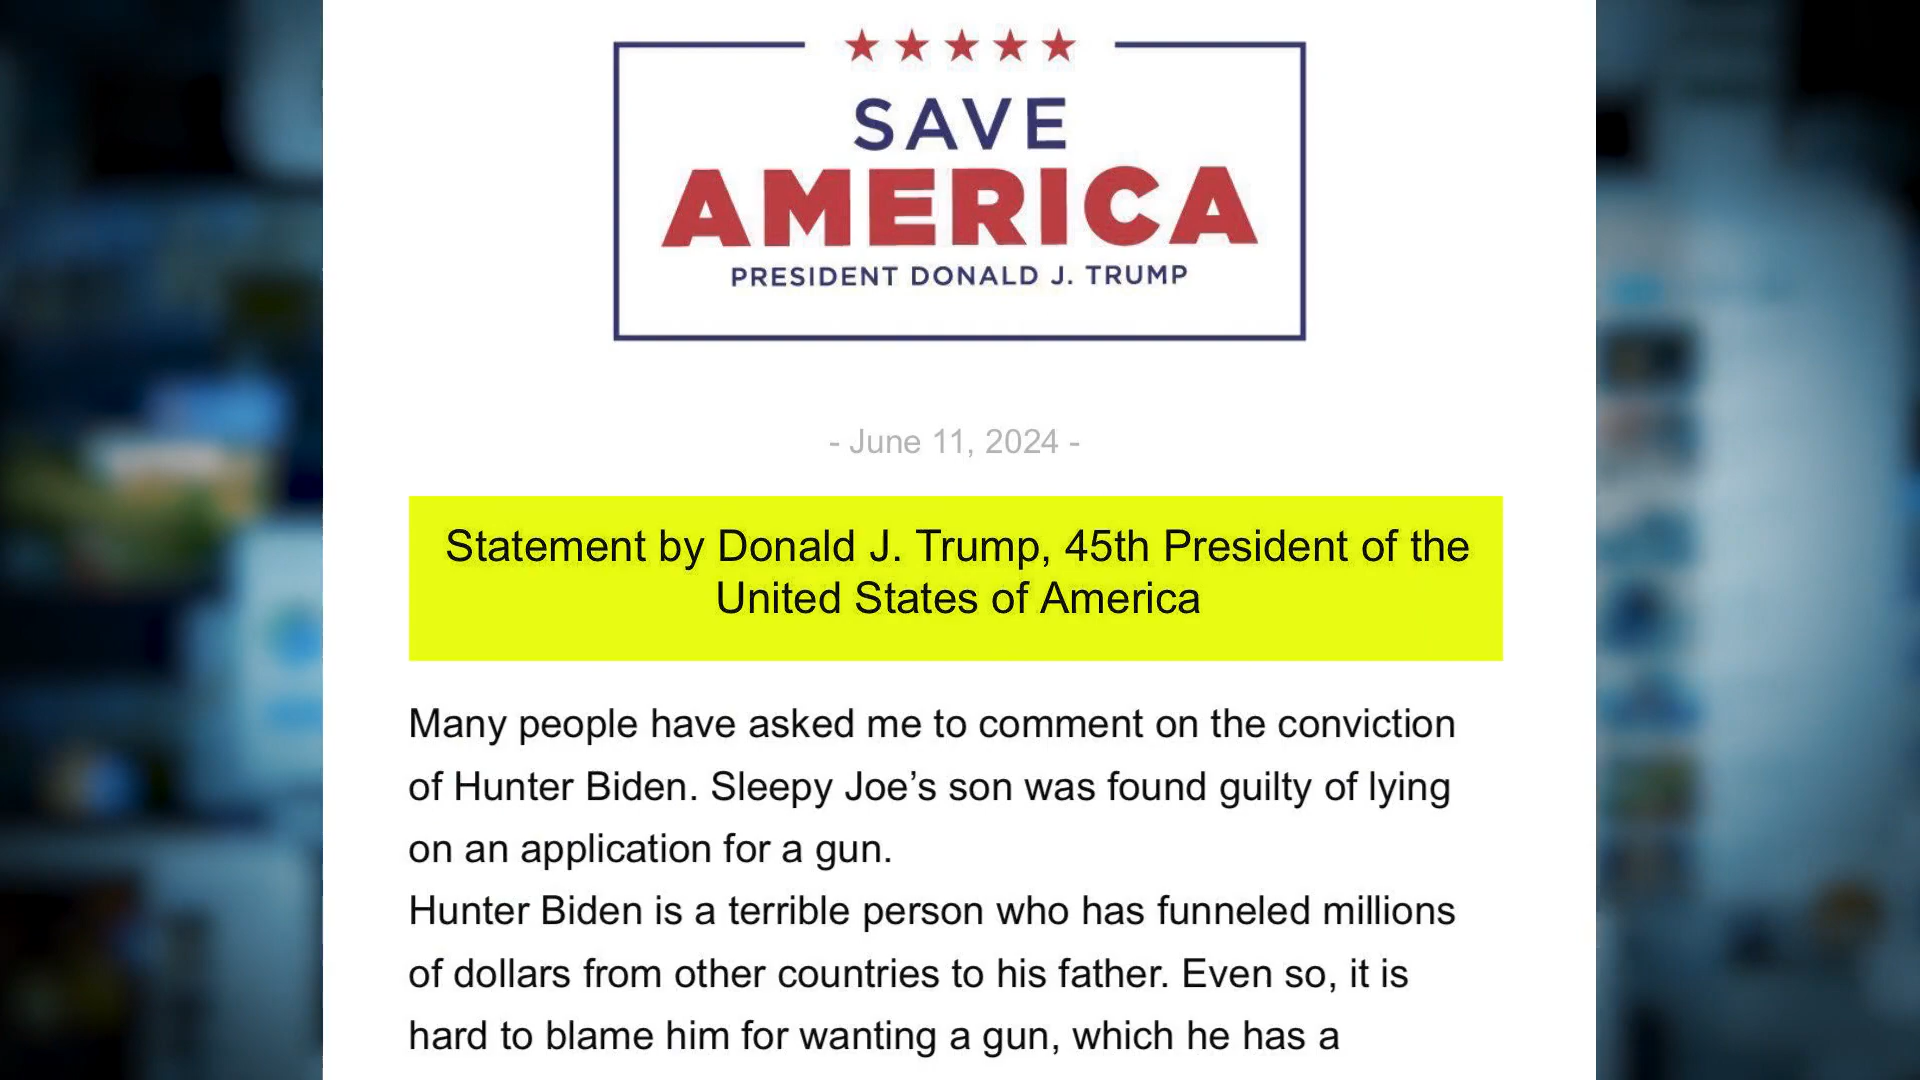 SAVE
AMERICA
PRESIDENT DONALD J. TRUMP
- June 11, 2024 -
Statement by Donald J. Trump, 45th President of the
United States of America
Many people have asked me to comment on the conviction
of Hunter Biden. Sleepy Joe’s son was found guilty of lying
on an application for a gun.
Hunter Biden is a terrible person who has funneled millions
of dollars from other countries to his father. Even so, it is
hard to blame him for wanting a gun, which he has a